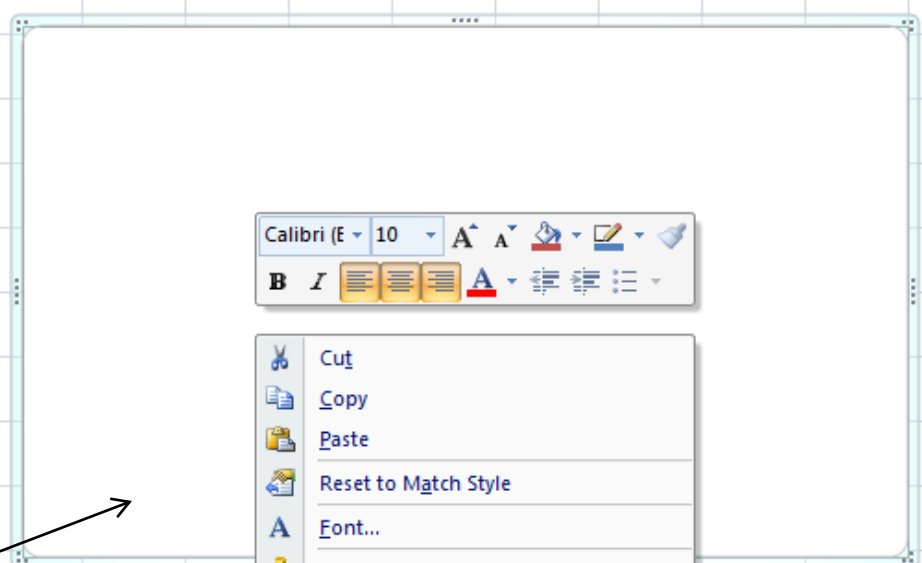 Calibri (E 10 A A
B I A
Cut
Copy
Paste
Reset to Match Style
A Font...